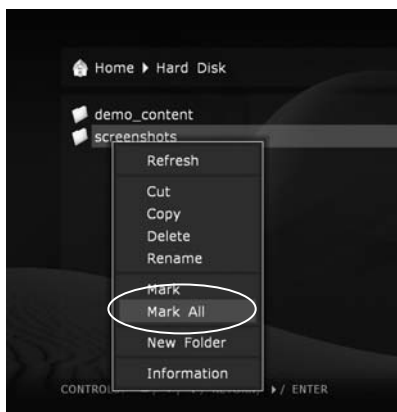 Home ▶ Hard Disk
demo_content
screenshots
Refresh
Cut
Copy
Delete
Rename
Mark
Mark All
New Folder
Information
CONTROL
/ ENTER